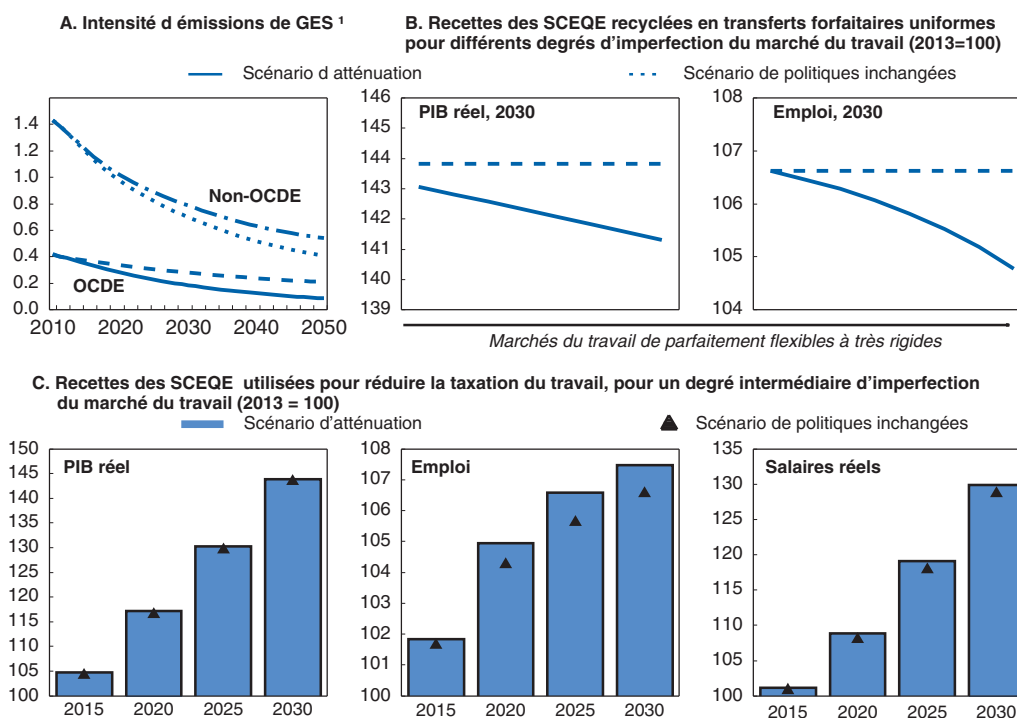 A. Intensité d émissions de GES ¹
B. Recettes des SCEQE recyclées en transferts forfaitaires uniformes
pour différents degrés d’imperfection du marché du travail (2013=100)
Scénario d atténuation
Scénario de politiques inchangées
1.4
1.2
1.0
0.8
0.6
0.4
0.2
0.0
Non-OCDE
OCDE
2010 2020 2030 2040 2050
146
145
144
143
142
141
140
139
PIB réel, 2030
108
107
106
105
104
Emploi, 2030
Marchés du travail de parfaitement flexibles à très rigides
C. Recettes des SCEQE utilisées pour réduire la taxation du travail, pour un degré intermédiaire d’imperfection
du marché du travail (2013 = 100)
Scénario d’atténuation
Scénario de politiques inchangées
150
145
140
135
130
125
120
115
110
105
100
PIB réel
2015 2020 2025 2030
108
107
106
105
104
103
102
101
100
Emploi
2015 2020 2025 2030
135
130
125
120
115
110
105
100
Salaires réels
2015 2020 2025 2030